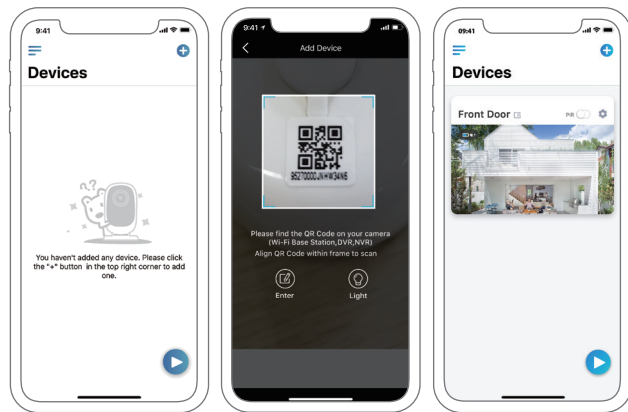 9:41
Devices
??
You haven't added any device. Please click
the "+" button in the top right corner to add
one.
9:41
Add Device
95270000JNHW34N6
Please find the QR Code on your camera
(Wi-Fi Base Station,DVR,NVR)
Align QR Code within frame to scan
Enter
Light
09:41
Devices
Front Door
PIR